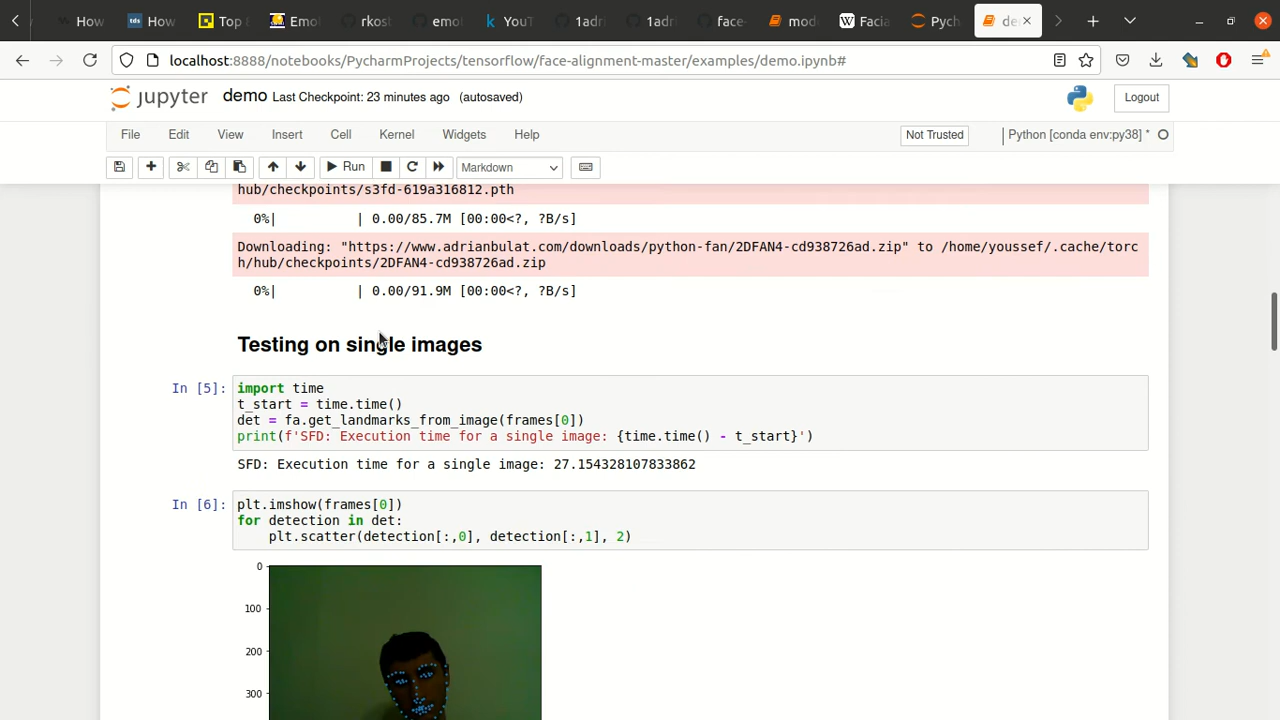 How
How
Top
Emot
rkost
emot
YouT
1adri
1adri
face-
mode
Facia
Pych
de
localhost:8888/notebooks/PycharmProjects/tensorflow/face-alignment-master/examples/demo.ipynb#
jupyter demo Last Checkpoint: 23 minutes ago (autosaved)
Logout
File Edit View Insert Cell Kernel Widgets Help
Not Trusted
Python [conda env:py38] *
Run
Markdown
hub/checkpoints/s3fd-619a316812.pth
0%| | 0.00/85.7M [00:00<?, ?B/s]
Downloading: "https://www.adrianbulat.com/downloads/python-fan/2DFAN4-cd938726ad.zip" to /home/youssef/.cache/torc
h/hub/checkpoints/2DFAN4-cd938726ad.zip
0%| | 0.00/91.9M [00:00<?, ?B/s]
Testing on single images
In [5]: import time
t_start = time.time()
det = fa.get_landmarks_from_image(frames[0])
print(f'SFD: Execution time for a single image: {time.time() - t_start}')
SFD: Execution time for a single image: 27.154328107833862
In [6]: plt.imshow(frames[0])
for detection in det:
plt.scatter(detection[:,0], detection[:,1], 2)
0
100
200
300